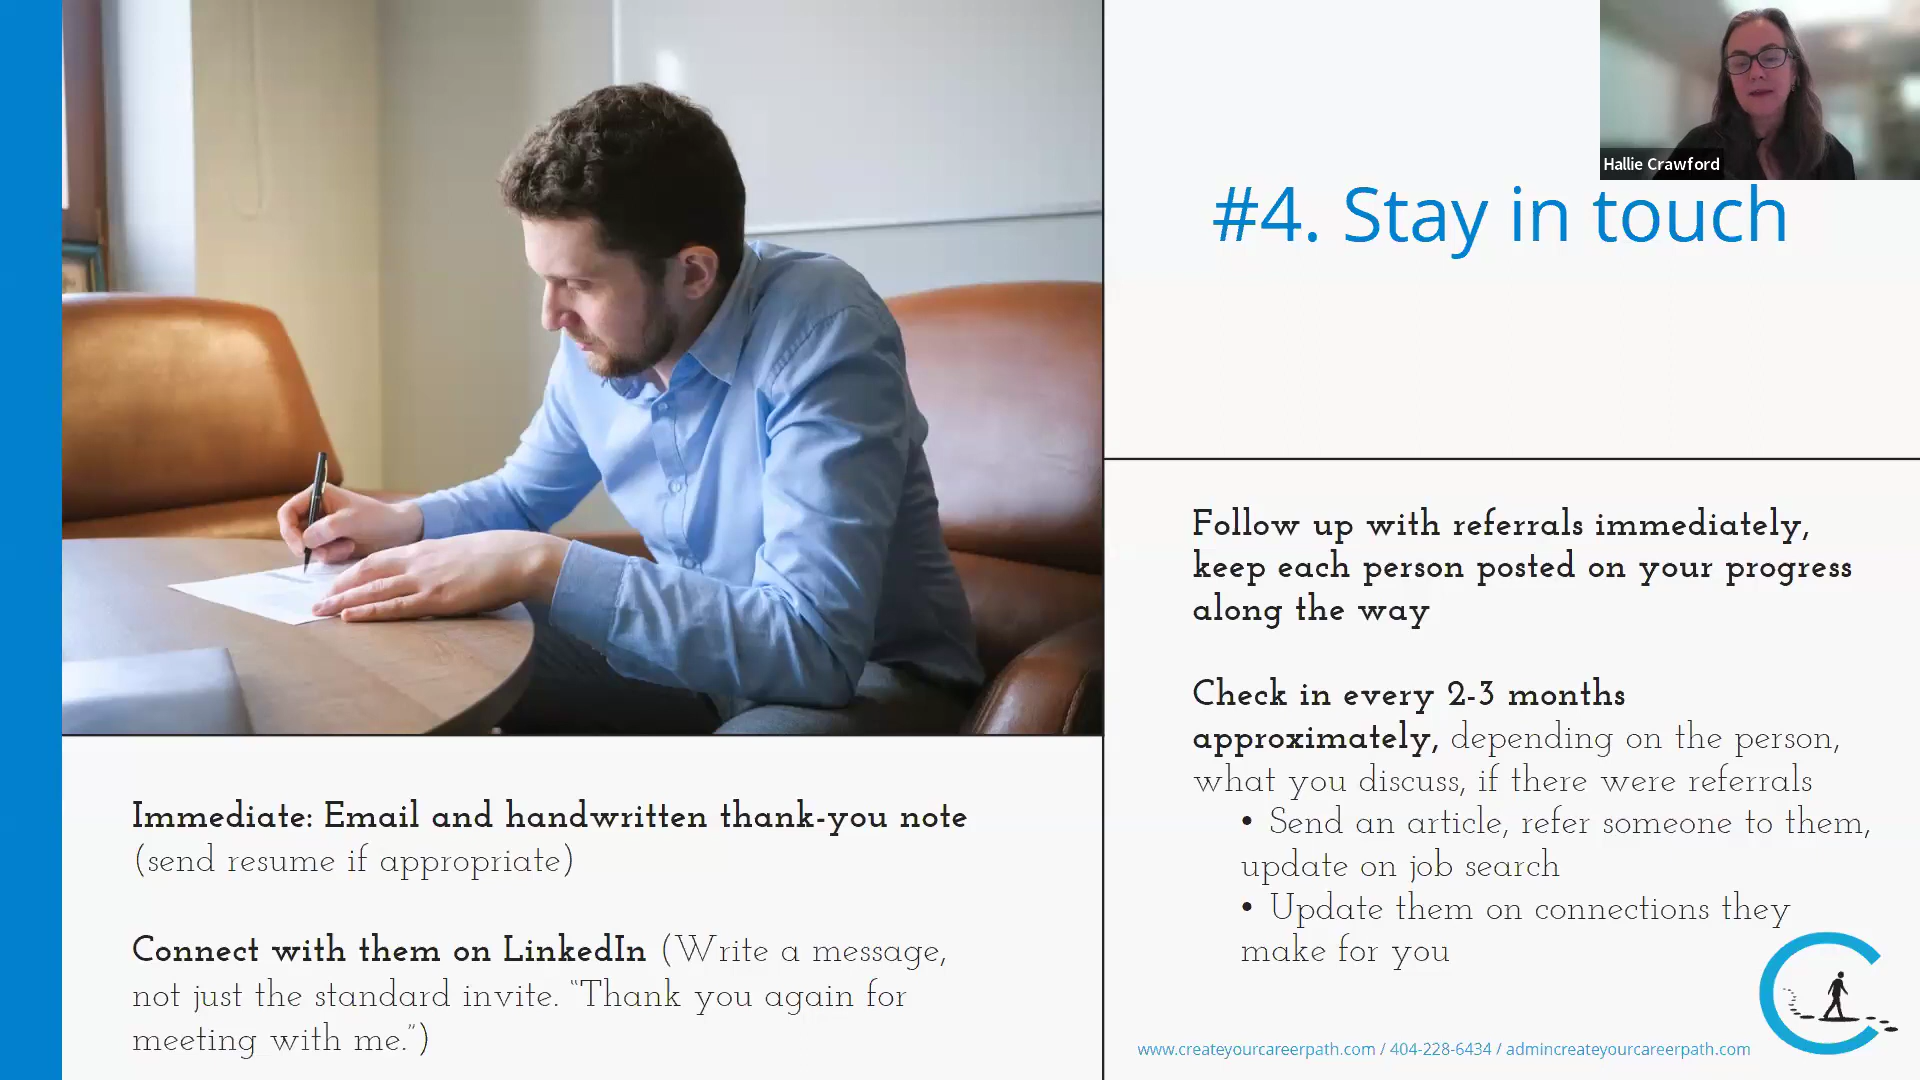 Hallie Crawford
#4. Stay in touch
Immediate: Email and handwritten thank-you note
(send resume if appropriate)
Connect with them on LinkedIn (Write a message,
not just the standard invite. “Thank you again for
meeting with me.”)
Follow up with referrals immediately,
keep each person posted on your progress
along the way
Check in every 2-3 months
approximately, depending on the person,
what you discuss, if there were referrals
• Send an article, refer someone to them,
update on job search
• Update them on connections they
make for you
www.createyourcareerpath.com / 404-228-6434 / admincreateyourcareerpath.com